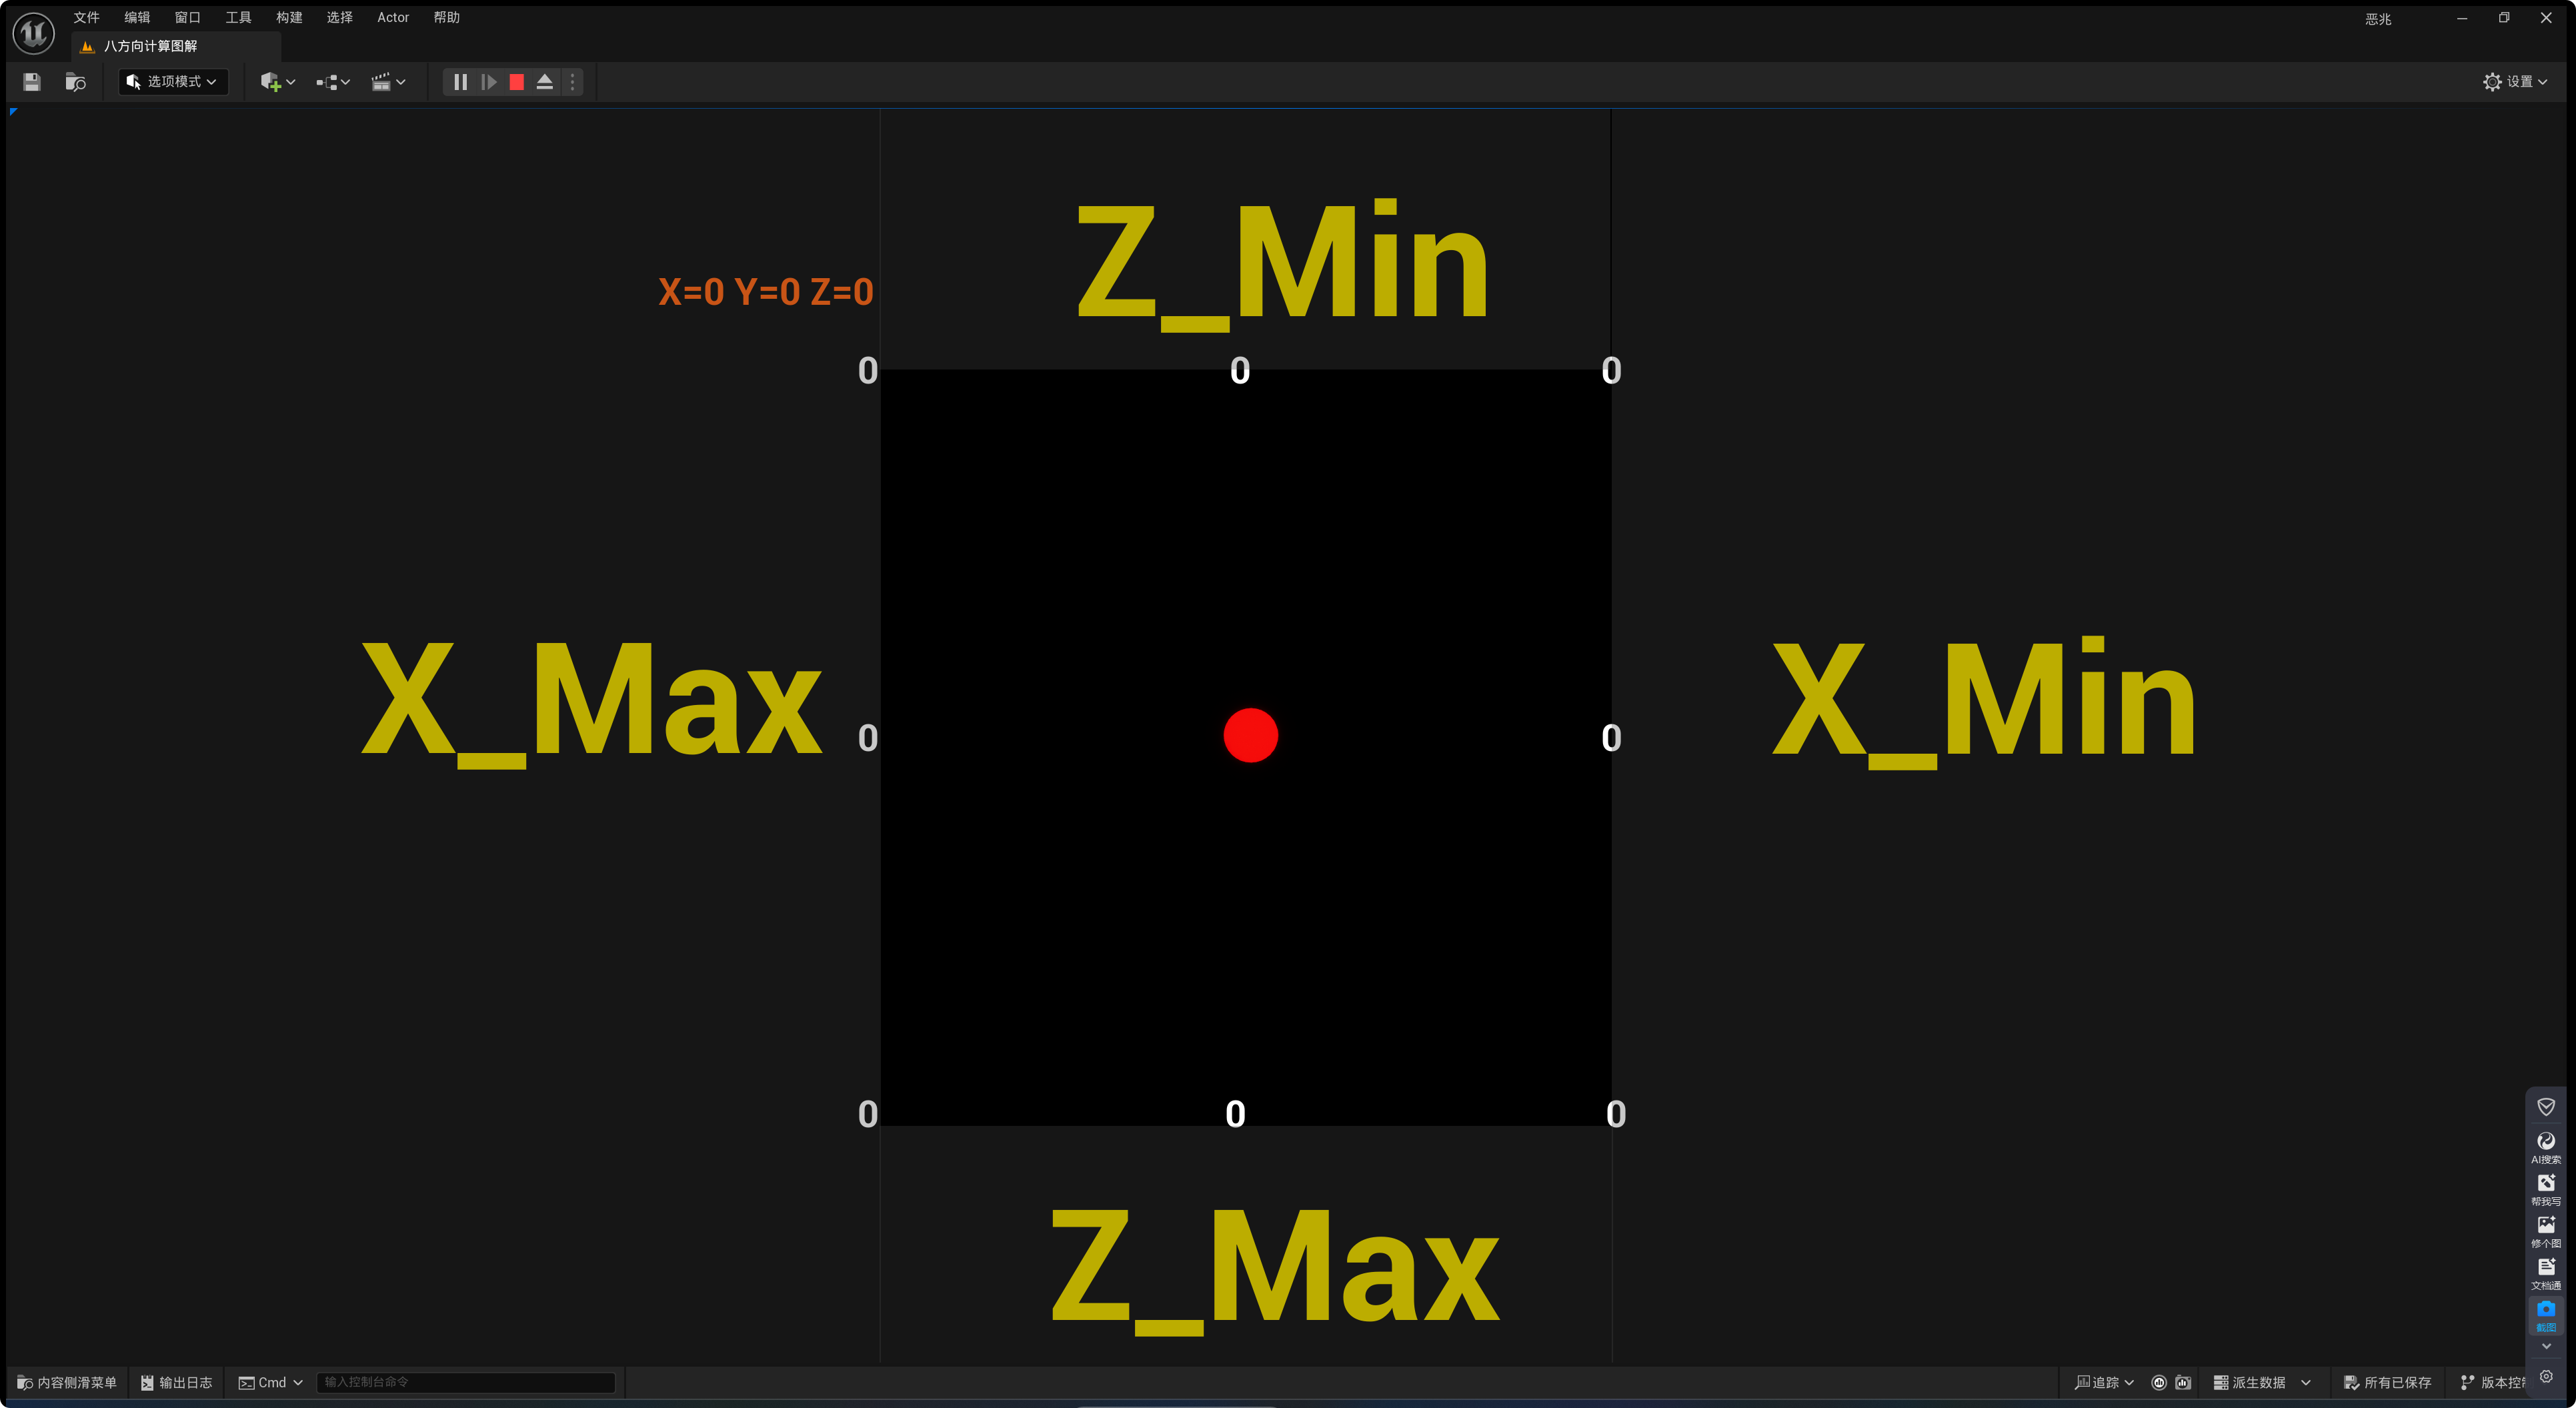 文件 编辑 窗口 工具 构建 选择 Actor 帮助 恶兆
八方向计算图解
选项模式 设置
Z_Min
X=0 Y=0 Z=0
0 0 0
X_Max X_Min
0 0
0 0 0
AI搜索
帮我写
修个图
Z_Max
文档通
截图
内容侧滑菜单 输出日志 Cmd 输入控制台命令 追踪 派生数据 所有已保存 版本控